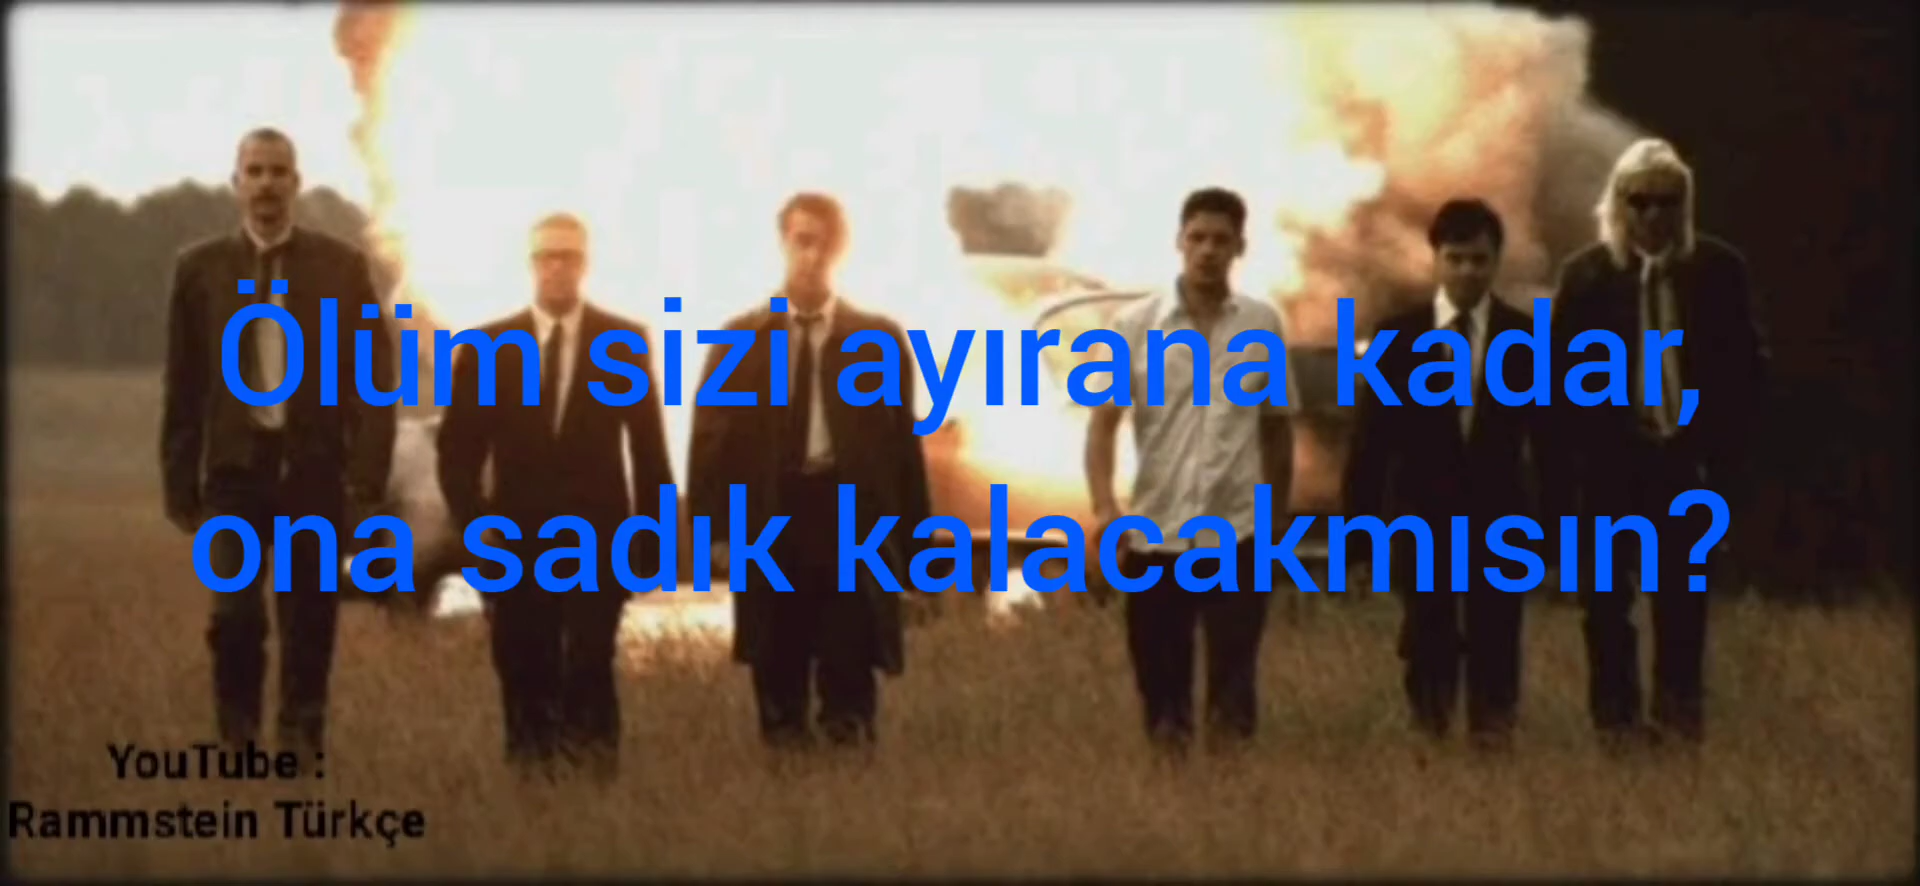 Ölüm sizi ayırana kadar,
ona sadık kalacakmısın?
YouTube :
Rammstein Türkçe